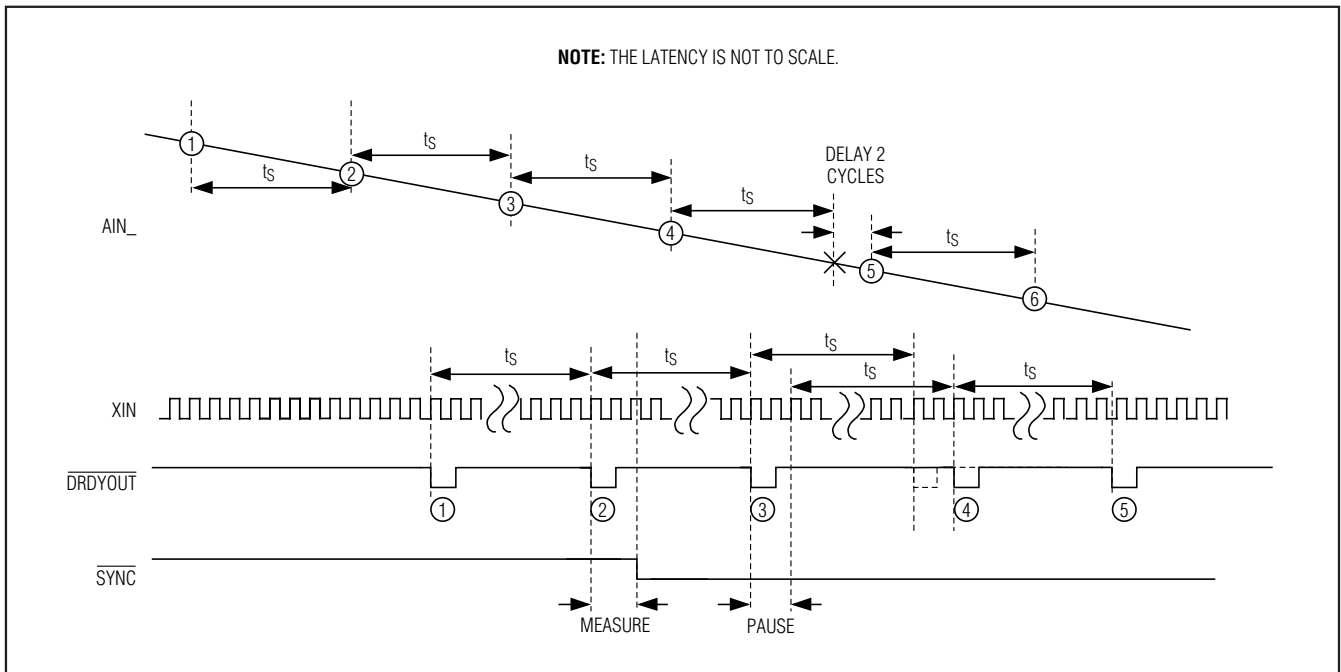 NOTE: THE LATENCY IS NOT TO SCALE.
1
tS
2
tS
3
tS
4
tS
DELAY 2
CYCLES
5
tS
6
AIN_
tS
tS
tS
tS
tS
XIN
DRDYOUT
1
2
3
4
5
SYNC
MEASURE
PAUSE